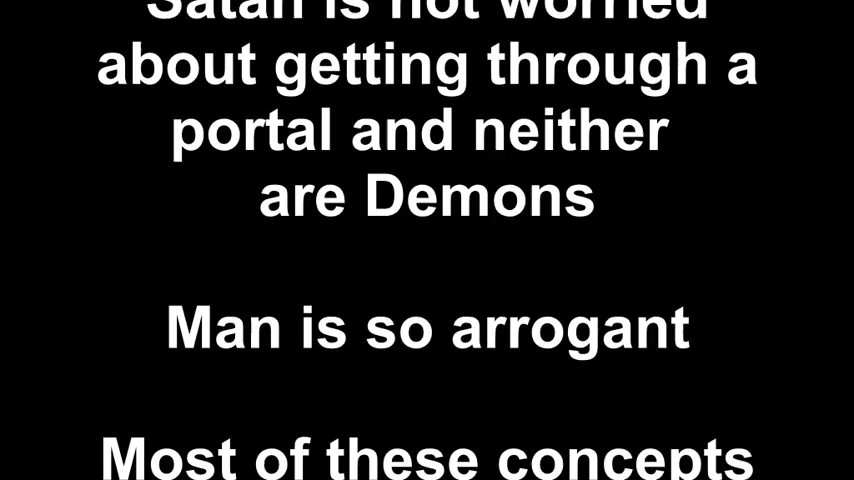 Satan is not worried
about getting through a
portal and neither
are Demons
Man is so arrogant
Most of these concepts